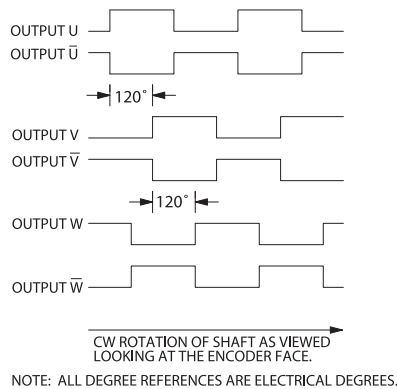 OUTPUT U
OUTPUT U̅
120°
OUTPUT V
OUTPUT V̅
120°
OUTPUT W
OUTPUT W̅
CW ROTATION OF SHAFT AS VIEWED
LOOKING AT THE ENCODER FACE.
NOTE: ALL DEGREE REFERENCES ARE ELECTRICAL DEGREES.